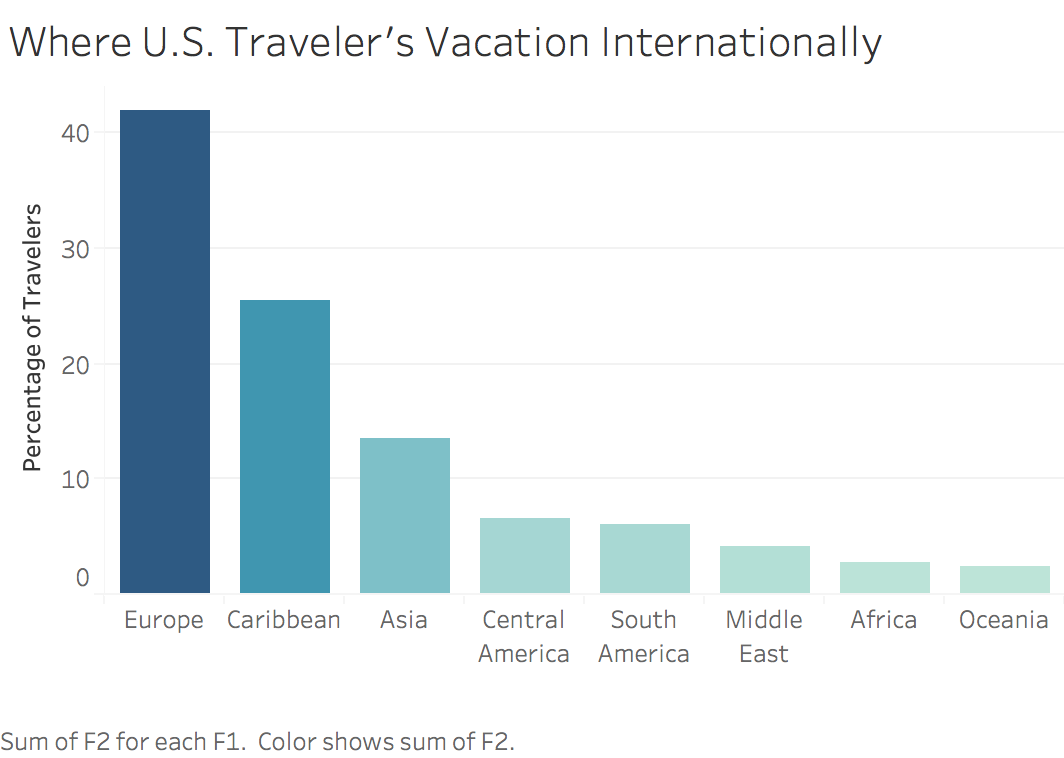 Where U.S. Traveler's Vacation Internationally
Percentage of Travelers
40
30
20
10
0
Europe Caribbean Asia Central America South America Middle East Africa Oceania
Sum of F2 for each F1.  Color shows sum of F2.